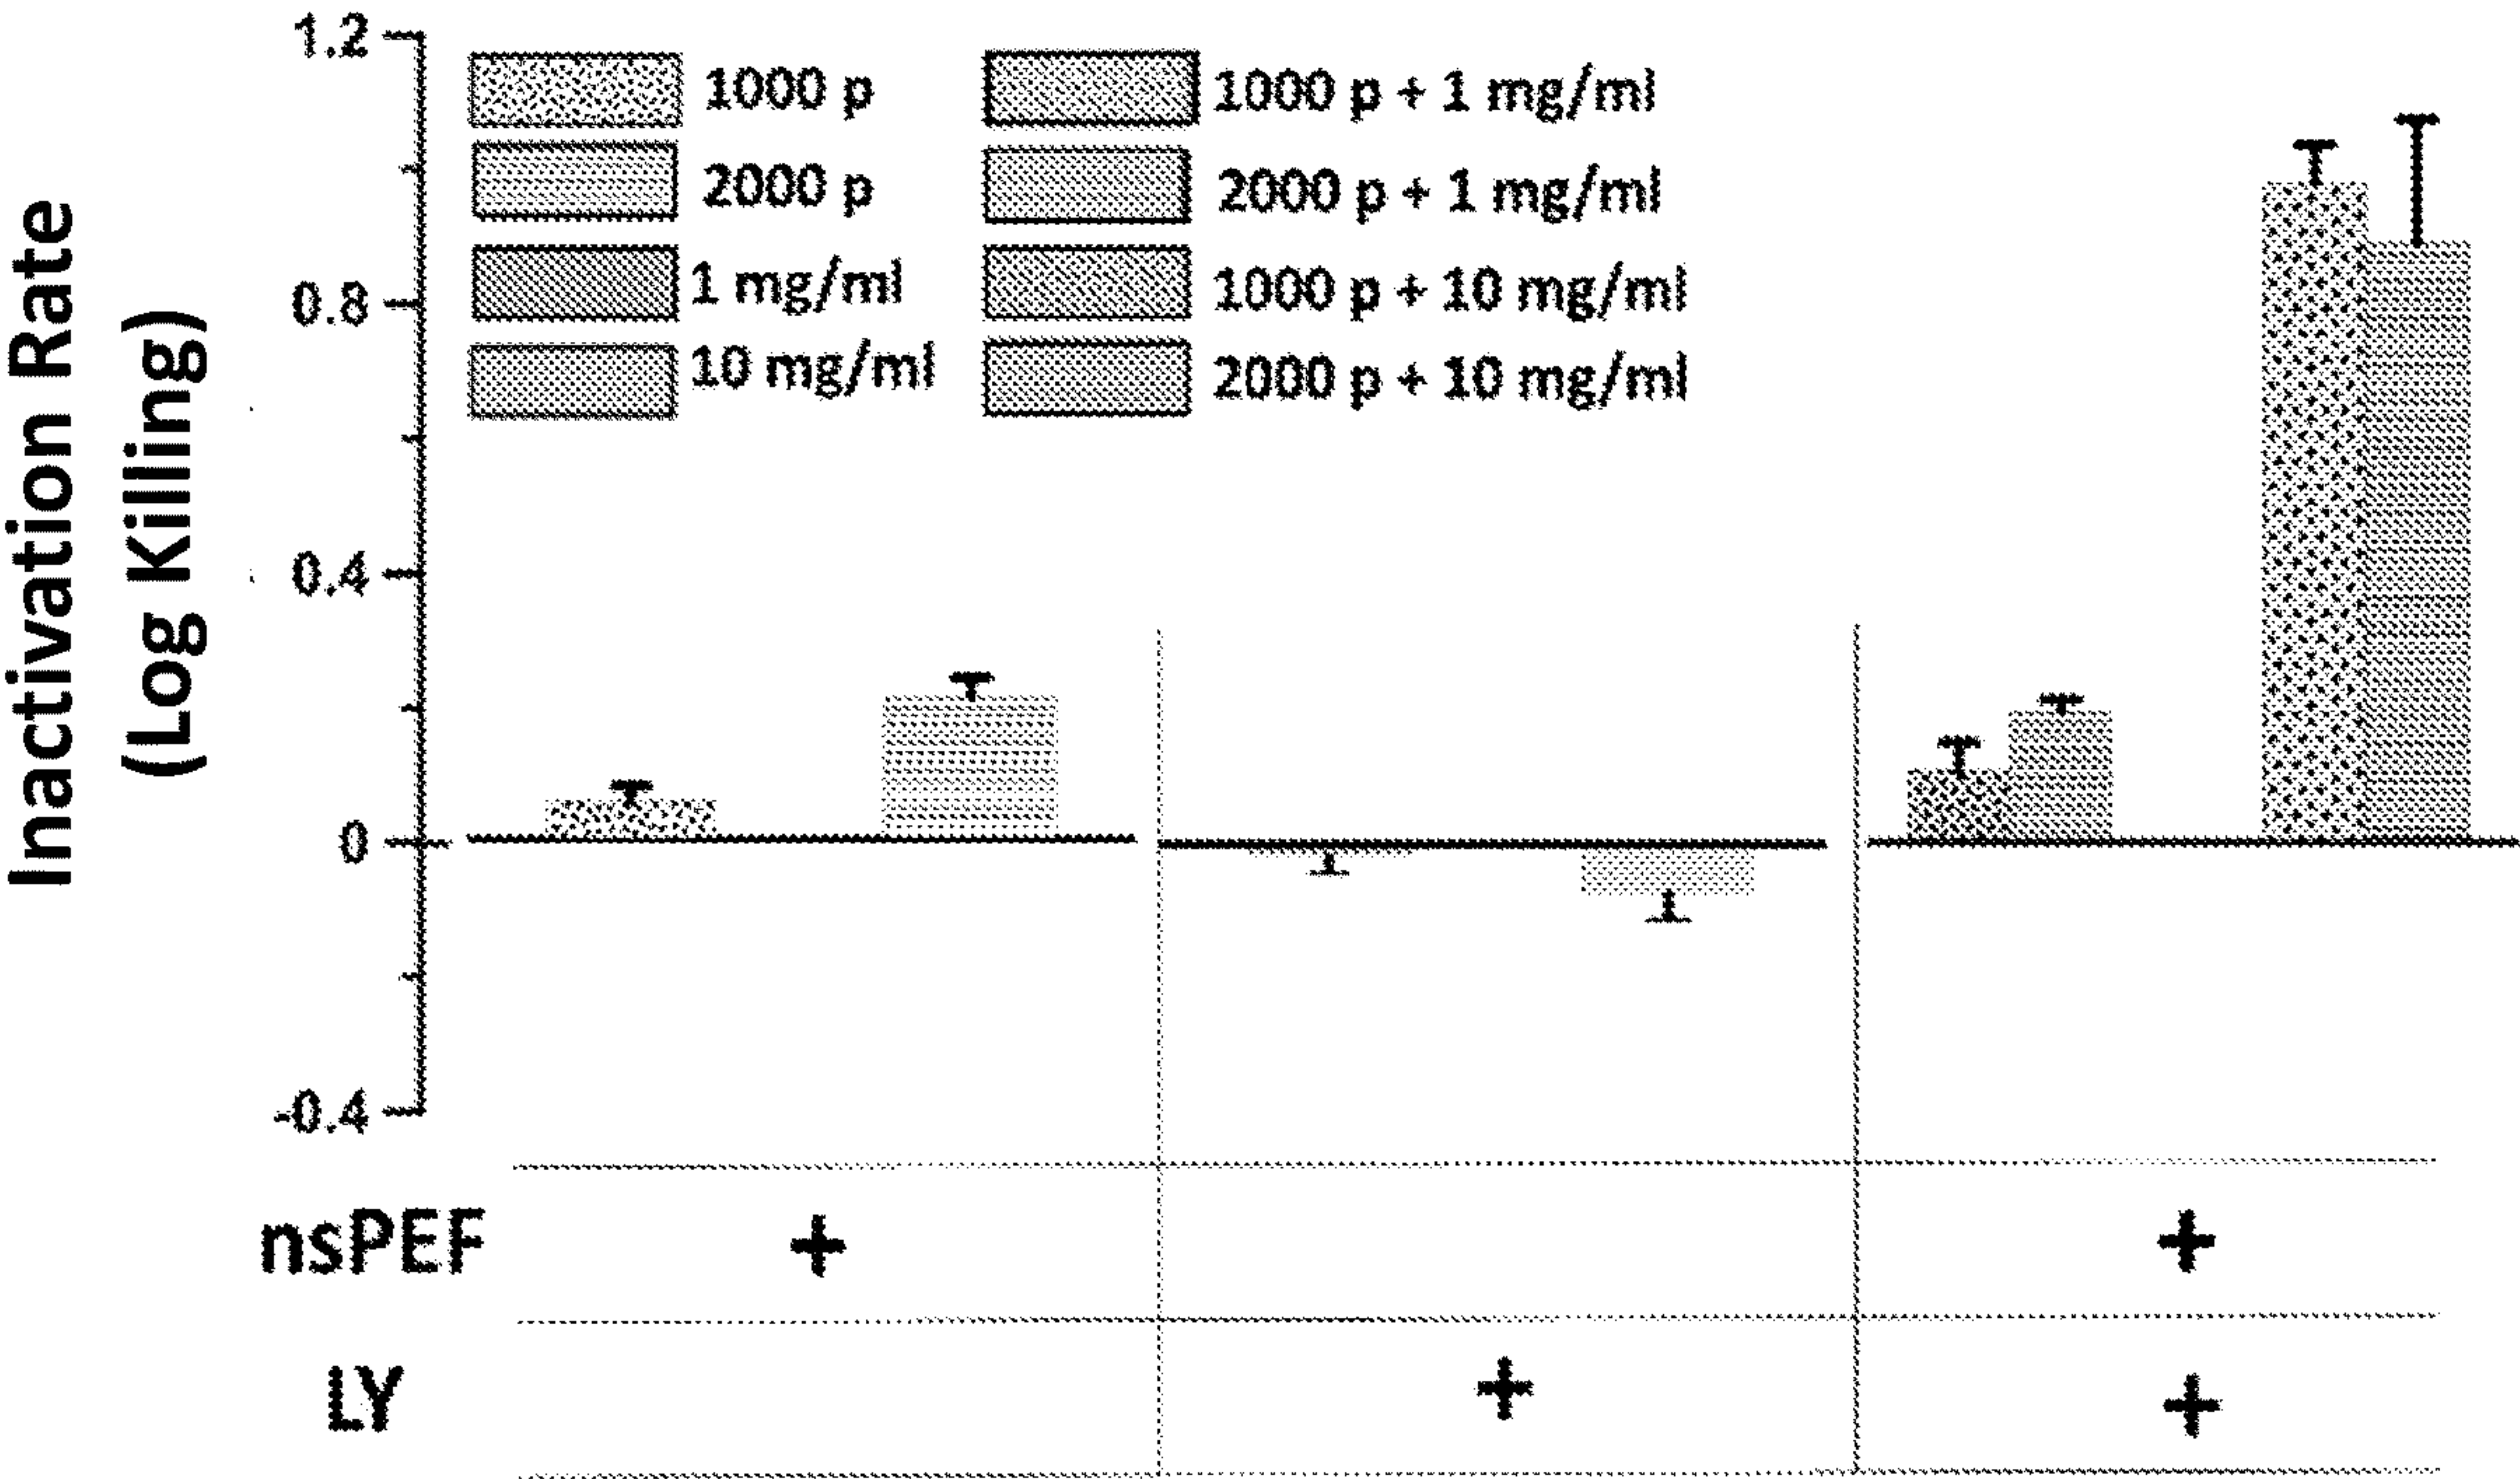 Inactivation Rate
(Log Killing)
1.2
0.8
0.4
0
-0.4
1000 p
2000 p
1 mg/ml
10 mg/ml
1000 p + 1 mg/ml
2000 p + 1 mg/ml
1000 p + 10 mg/ml
2000 p + 10 mg/ml
nsPEF + +
LY + +